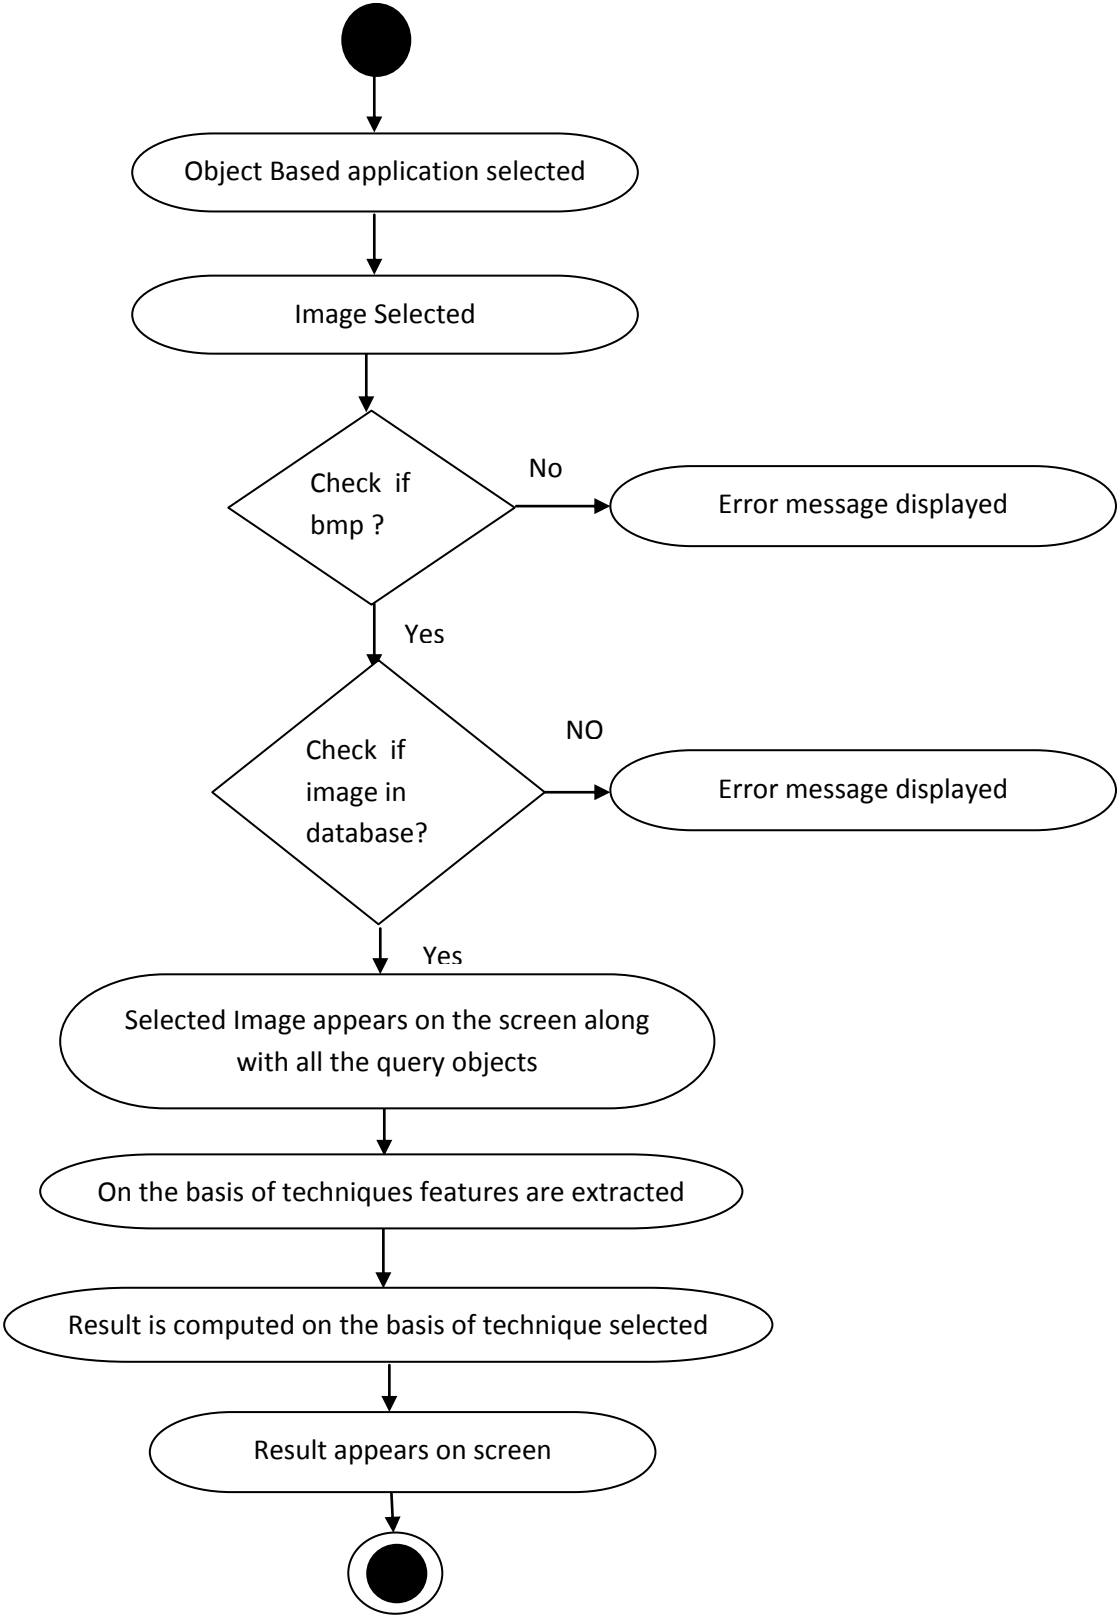 Object Based application selected
Image Selected
Check if
bmp ?
No
Error message displayed
Yes
Check if
image in
database?
NO
Error message displayed
Yes
Selected Image appears on the screen along
with all the query objects
On the basis of techniques features are extracted
Result is computed on the basis of technique selected
Result appears on screen